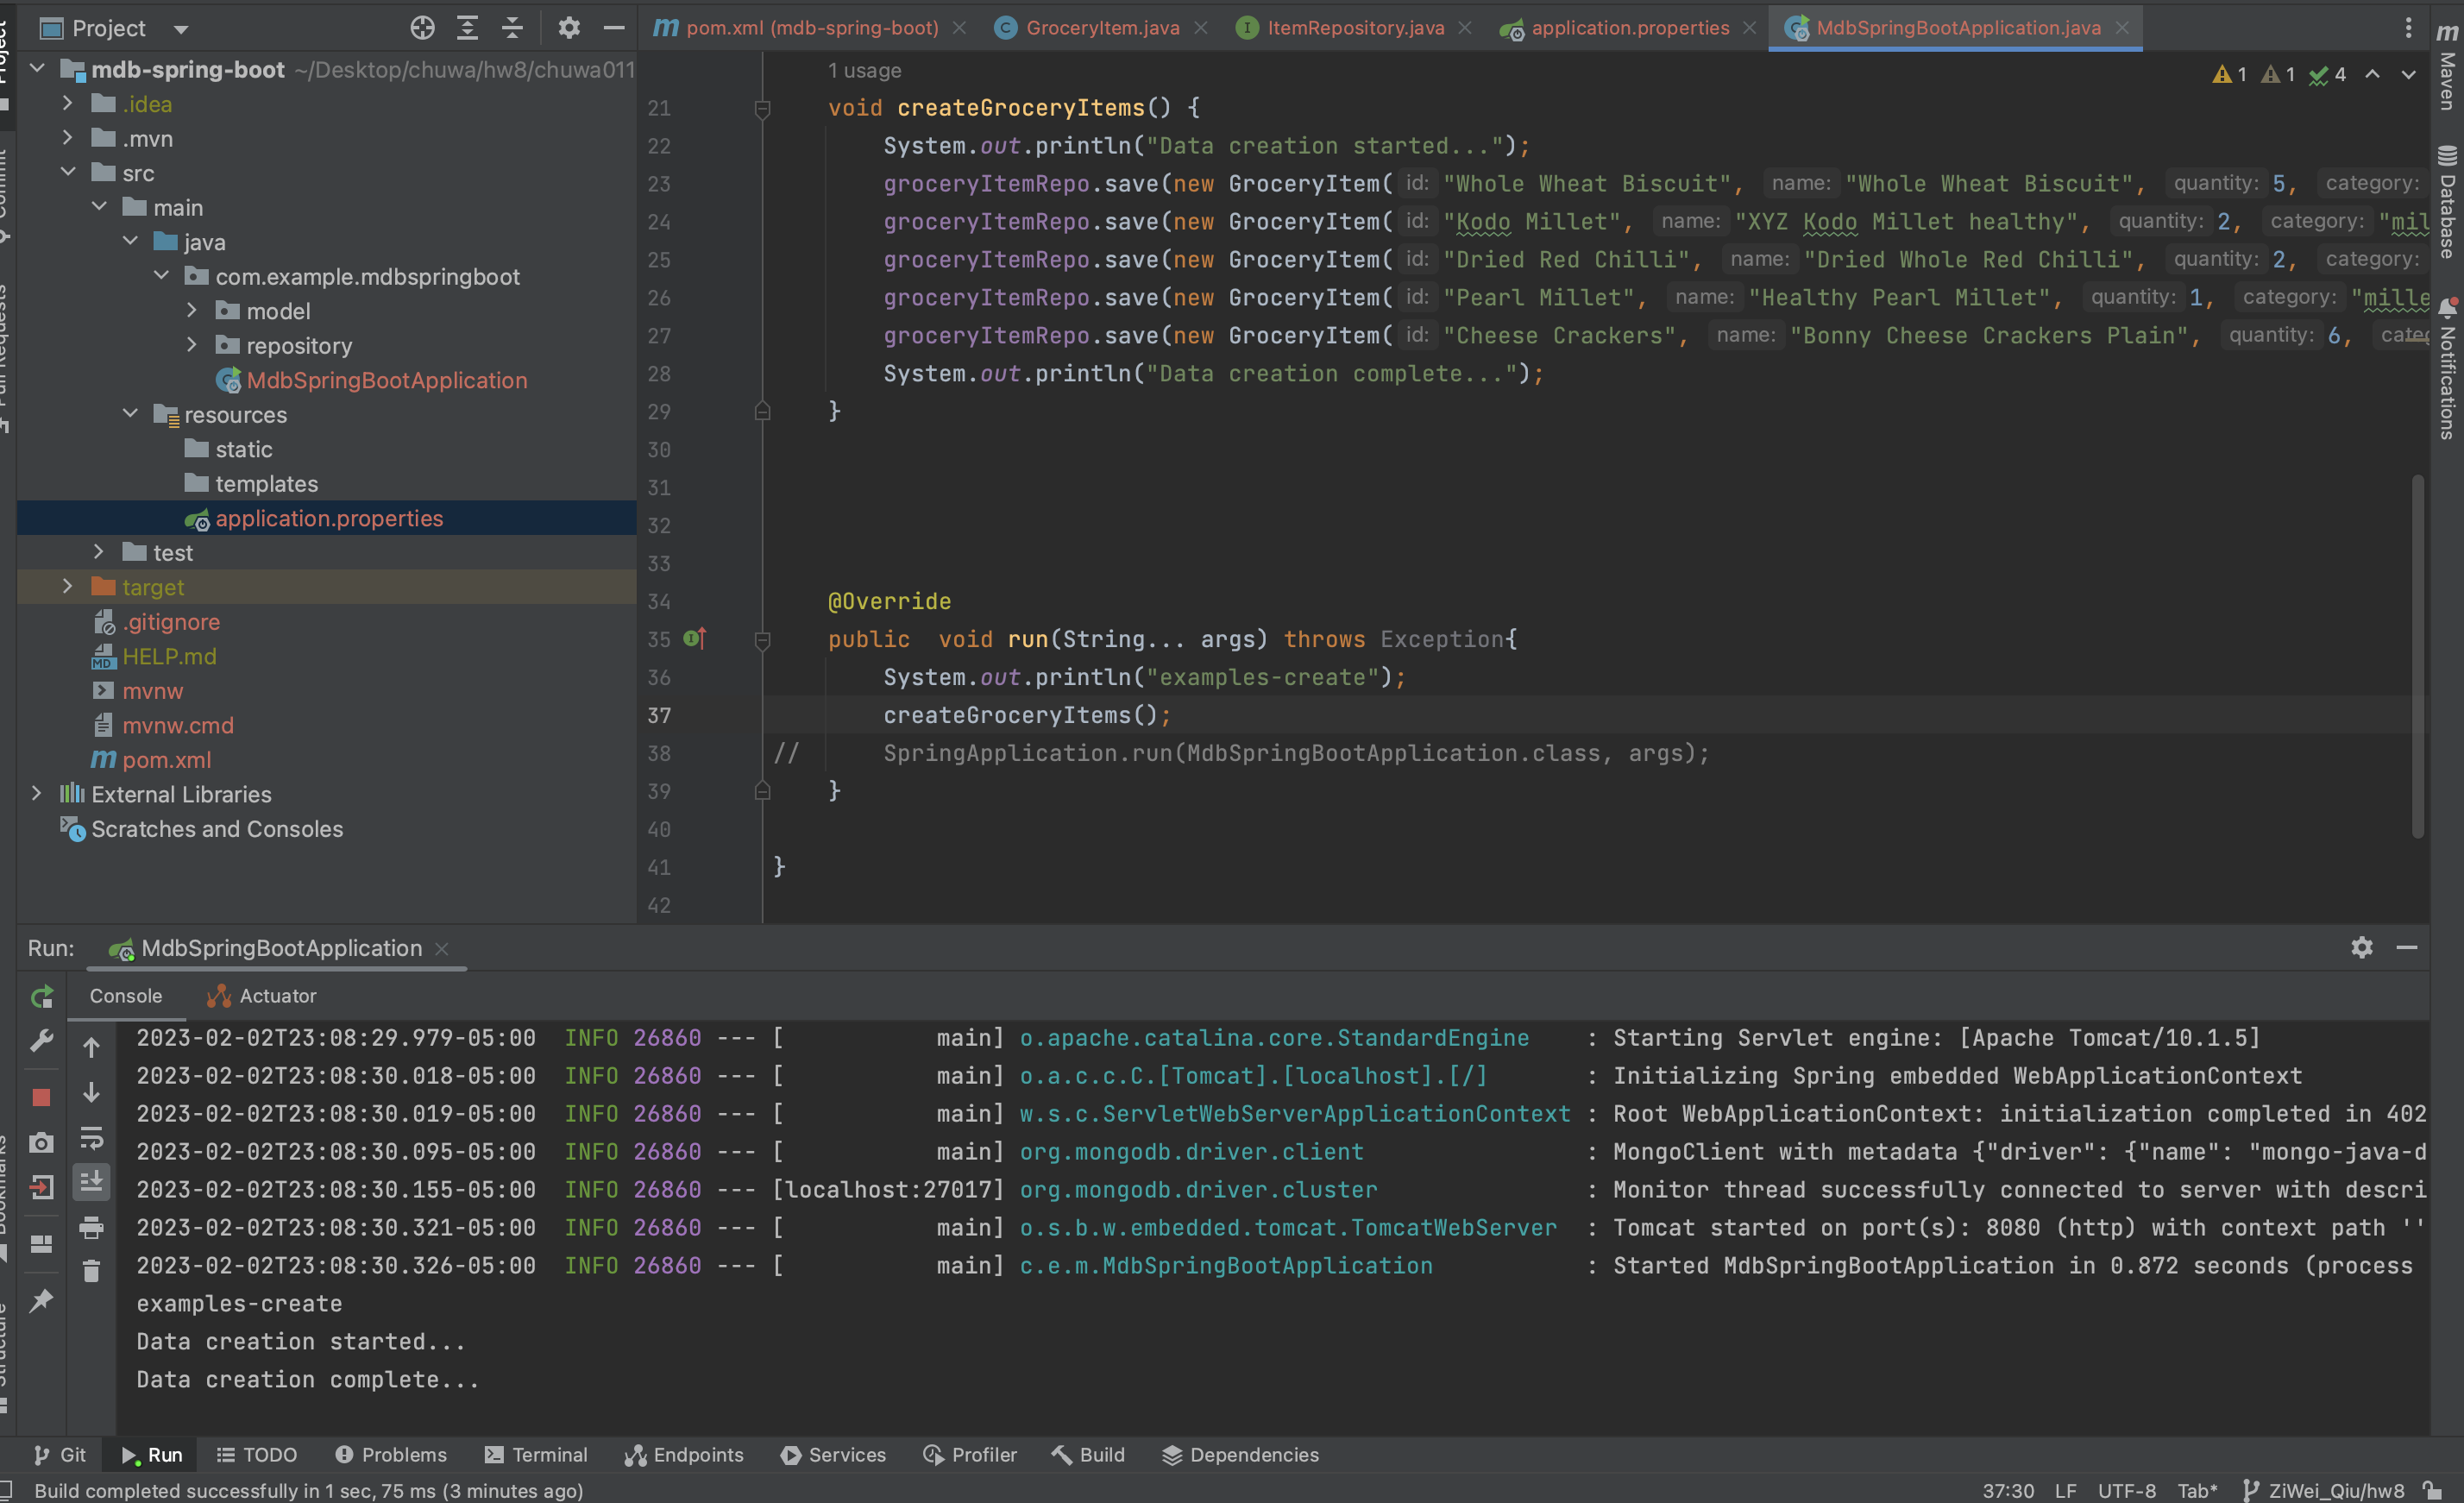 Project
mdb-spring-boot ~/Desktop/chuwa/hw8/chuwa011
.idea
.mvn
src
main
java
com.example.mdbspringboot
model
repository
MdbSpringBootApplication
resources
static
templates
application.properties
test
target
.gitignore
HELP.md
mvnw
mvnw.cmd
pom.xml
External Libraries
Scratches and Consoles
pom.xml (mdb-spring-boot) GroceryItem.java ItemRepository.java application.properties MdbSpringBootApplication.java
1 usage
1 1 4
21 void createGroceryItems() {
22 System.out.println("Data creation started...");
23 groceryItemRepo.save(new GroceryItem( id: "Whole Wheat Biscuit", name: "Whole Wheat Biscuit", quantity: 5, category:
24 groceryItemRepo.save(new GroceryItem( id: "Kodo Millet", name: "XYZ Kodo Millet healthy", quantity: 2, category: "mil
25 groceryItemRepo.save(new GroceryItem( id: "Dried Red Chilli", name: "Dried Whole Red Chilli", quantity: 2, category:
26 groceryItemRepo.save(new GroceryItem( id: "Pearl Millet", name: "Healthy Pearl Millet", quantity: 1, category: "mille
27 groceryItemRepo.save(new GroceryItem( id: "Cheese Crackers", name: "Bonny Cheese Crackers Plain", quantity: 6, categ
28 System.out.println("Data creation complete...");
29 }
30
31
32
33
34 @Override
35 public  void run(String... args) throws Exception{
36 System.out.println("examples-create");
37 createGroceryItems();
38 // SpringApplication.run(MdbSpringBootApplication.class, args);
39 }
40
41 }
42
Maven
Database
Notifications
Project
Commit
Pull Requests
Bookmarks
Structure
Run: MdbSpringBootApplication
Console Actuator
2023-02-02T23:08:29.979-05:00  INFO 26860 --- [           main] o.apache.catalina.core.StandardEngine    : Starting Servlet engine: [Apache Tomcat/10.1.5]
2023-02-02T23:08:30.018-05:00  INFO 26860 --- [           main] o.a.c.c.C.[Tomcat].[localhost].[/]       : Initializing Spring embedded WebApplicationContext
2023-02-02T23:08:30.019-05:00  INFO 26860 --- [           main] w.s.c.ServletWebServerApplicationContext : Root WebApplicationContext: initialization completed in 402
2023-02-02T23:08:30.095-05:00  INFO 26860 --- [           main] org.mongodb.driver.client                : MongoClient with metadata {"driver": {"name": "mongo-java-d
2023-02-02T23:08:30.155-05:00  INFO 26860 --- [localhost:27017] org.mongodb.driver.cluster               : Monitor thread successfully connected to server with descri
2023-02-02T23:08:30.321-05:00  INFO 26860 --- [           main] o.s.b.w.embedded.tomcat.TomcatWebServer  : Tomcat started on port(s): 8080 (http) with context path ''
2023-02-02T23:08:30.326-05:00  INFO 26860 --- [           main] c.e.m.MdbSpringBootApplication           : Started MdbSpringBootApplication in 0.872 seconds (process
examples-create
Data creation started...
Data creation complete...
Git Run TODO Problems Terminal Endpoints Services Profiler Build Dependencies
Build completed successfully in 1 sec, 75 ms (3 minutes ago) 37:30 LF UTF-8 Tab* ZiWei_Qiu/hw8